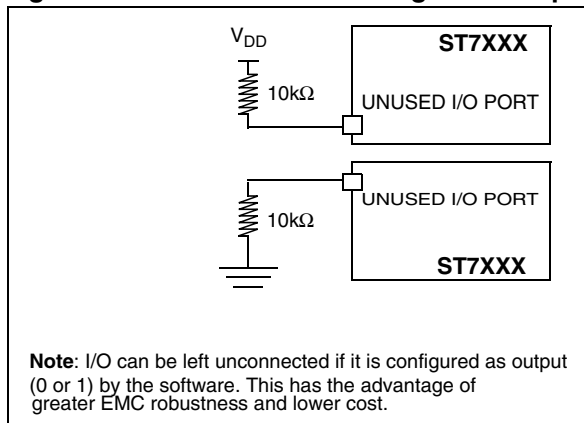 V_DD
ST7XXX
10kΩ
UNUSED I/O PORT
UNUSED I/O PORT
10kΩ
ST7XXX
Note: I/O can be left unconnected if it is configured as output
(0 or 1) by the software. This has the advantage of
greater EMC robustness and lower cost.